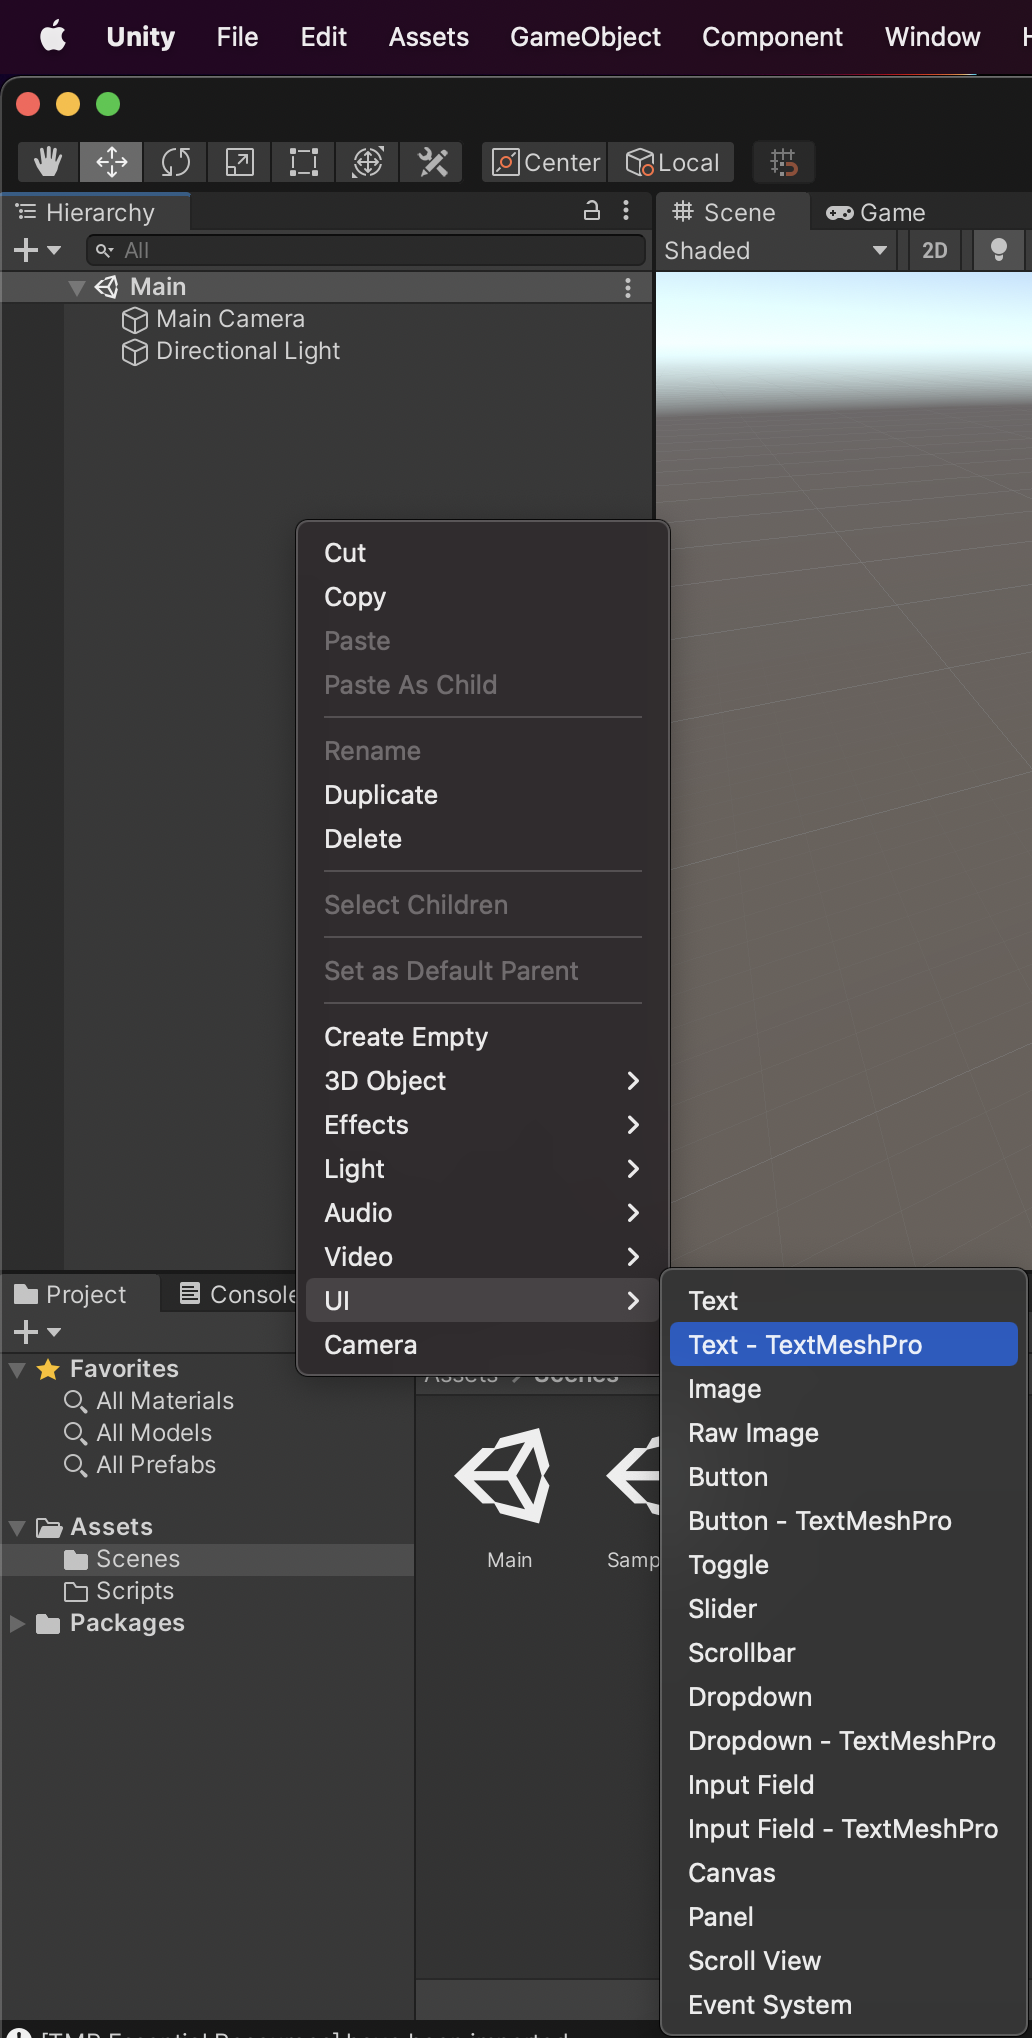 Unity File Edit Assets GameObject Component Window
Center Local
Hierarchy
All
Main
Main Camera
Directional Light
Scene Game
Shaded 2D
Cut
Copy
Paste
Paste As Child
Rename
Duplicate
Delete
Select Children
Set as Default Parent
Create Empty
3D Object
Effects
Light
Audio
Video
UI
Camera
Project Console
Favorites
All Materials
All Models
All Prefabs
Assets
Scenes
Scripts
Packages
Assets > Scenes
Main Samp
Text
Text - TextMeshPro
Image
Raw Image
Button
Button - TextMeshPro
Toggle
Slider
Scrollbar
Dropdown
Dropdown - TextMeshPro
Input Field
Input Field - TextMeshPro
Canvas
Panel
Scroll View
Event System